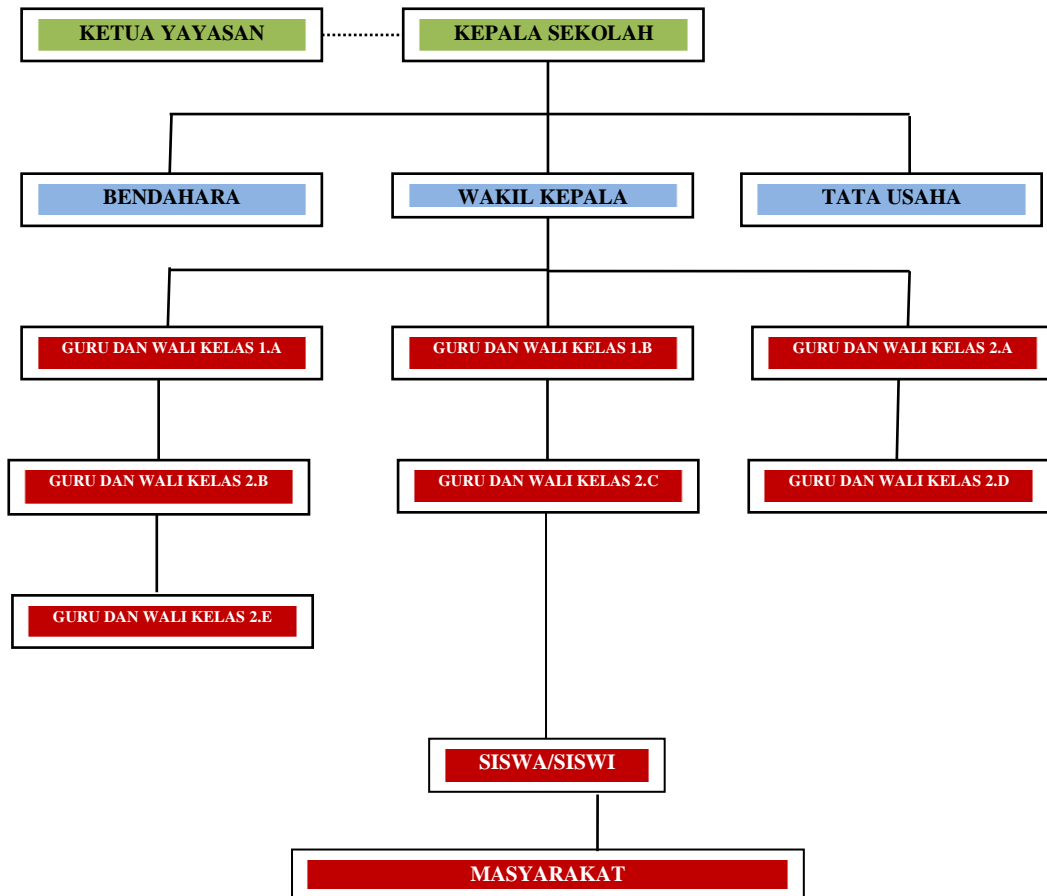 KETUA YAYASAN
KEPALA SEKOLAH
BENDAHARA
WAKIL KEPALA
TATA USAHA
GURU DAN WALI KELAS 1.A
GURU DAN WALI KELAS 1.B
GURU DAN WALI KELAS 2.A
GURU DAN WALI KELAS 2.B
GURU DAN WALI KELAS 2.C
GURU DAN WALI KELAS 2.D
GURU DAN WALI KELAS 2.E
SISWA/SISWI
MASYARAKAT